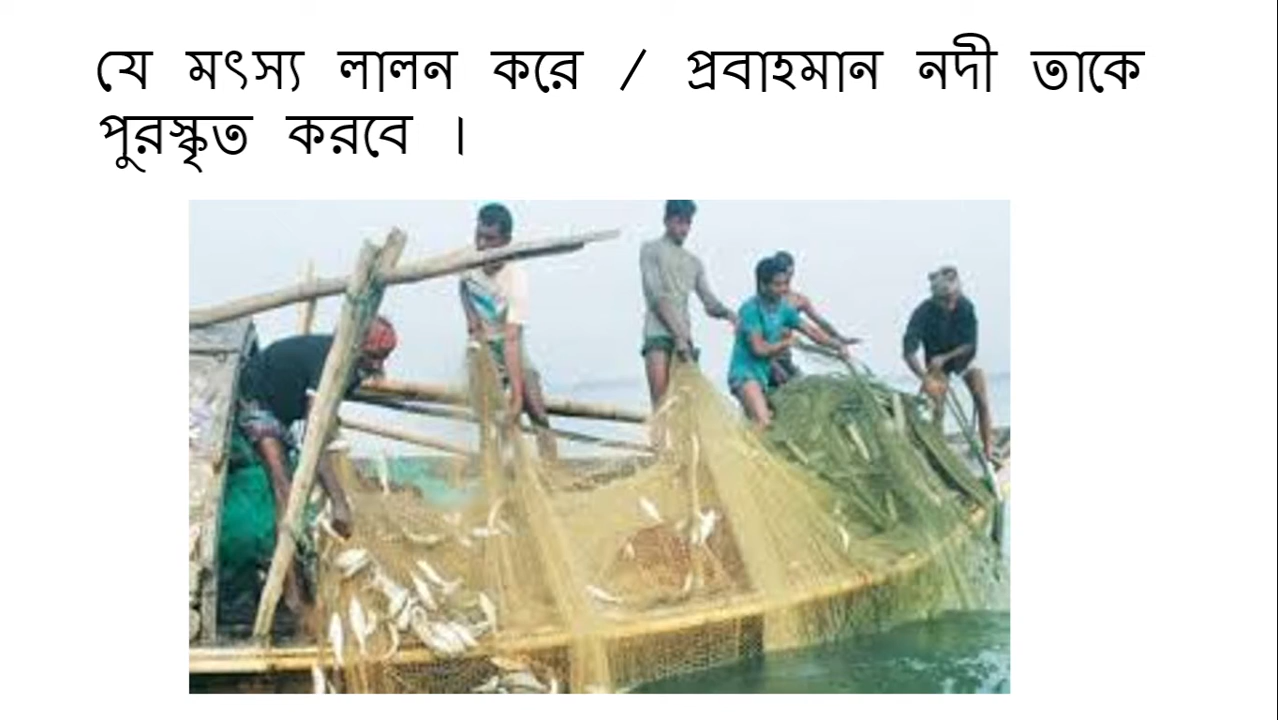 যে মৎস্য লালন করে / প্রবাহমান নদী তাকে
পুরস্কৃত করবে ।